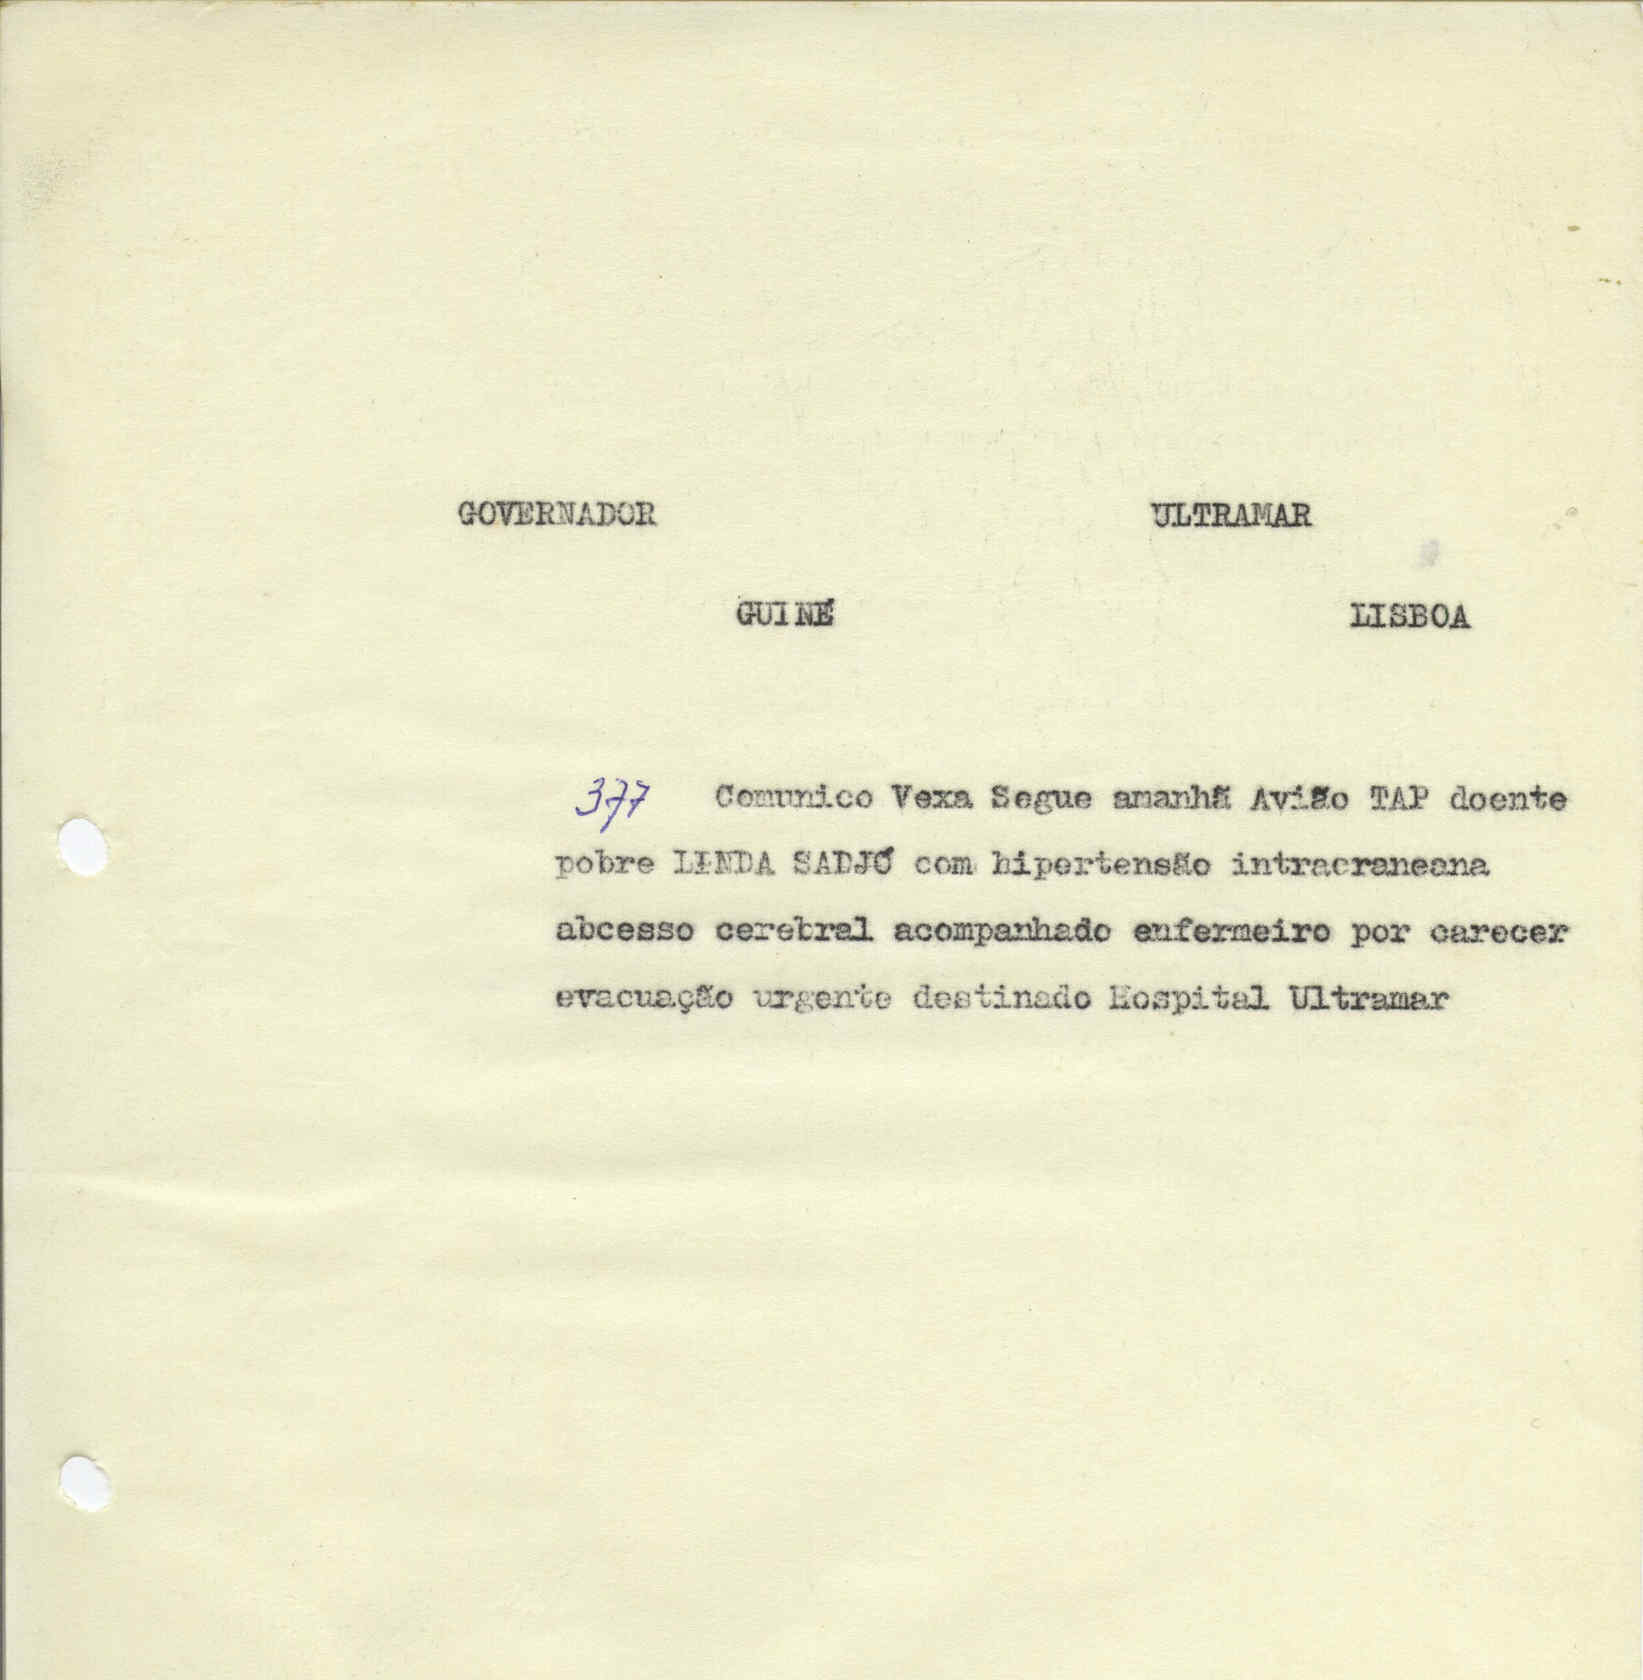 GOVERNADOR ULTRAMAR
GUINÉ LISBOA
377 Comunico Vexa Segue amanhã Avião TAP doente
pobre LINDA SADJÓ com hipertensão intracraneana
abcesso cerebral acompanhado enfermeiro por carecer
evacuação urgente destinado Hospital Ultramar